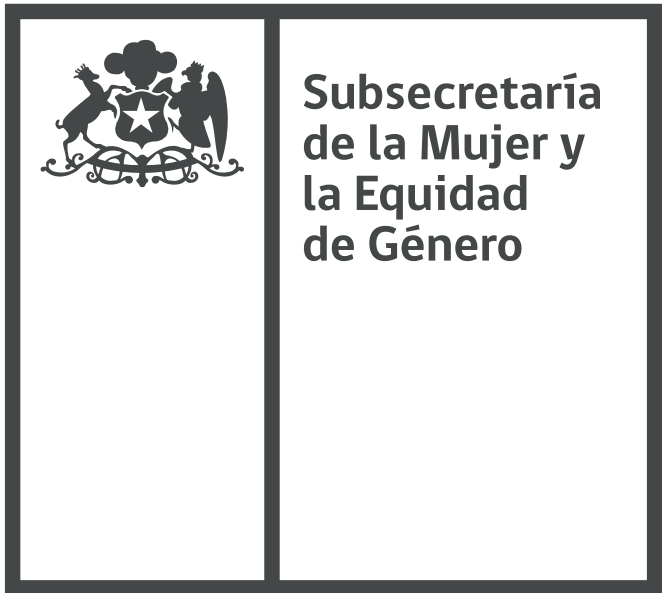 Subsecretaría
de la Mujer y
la Equidad
de Género